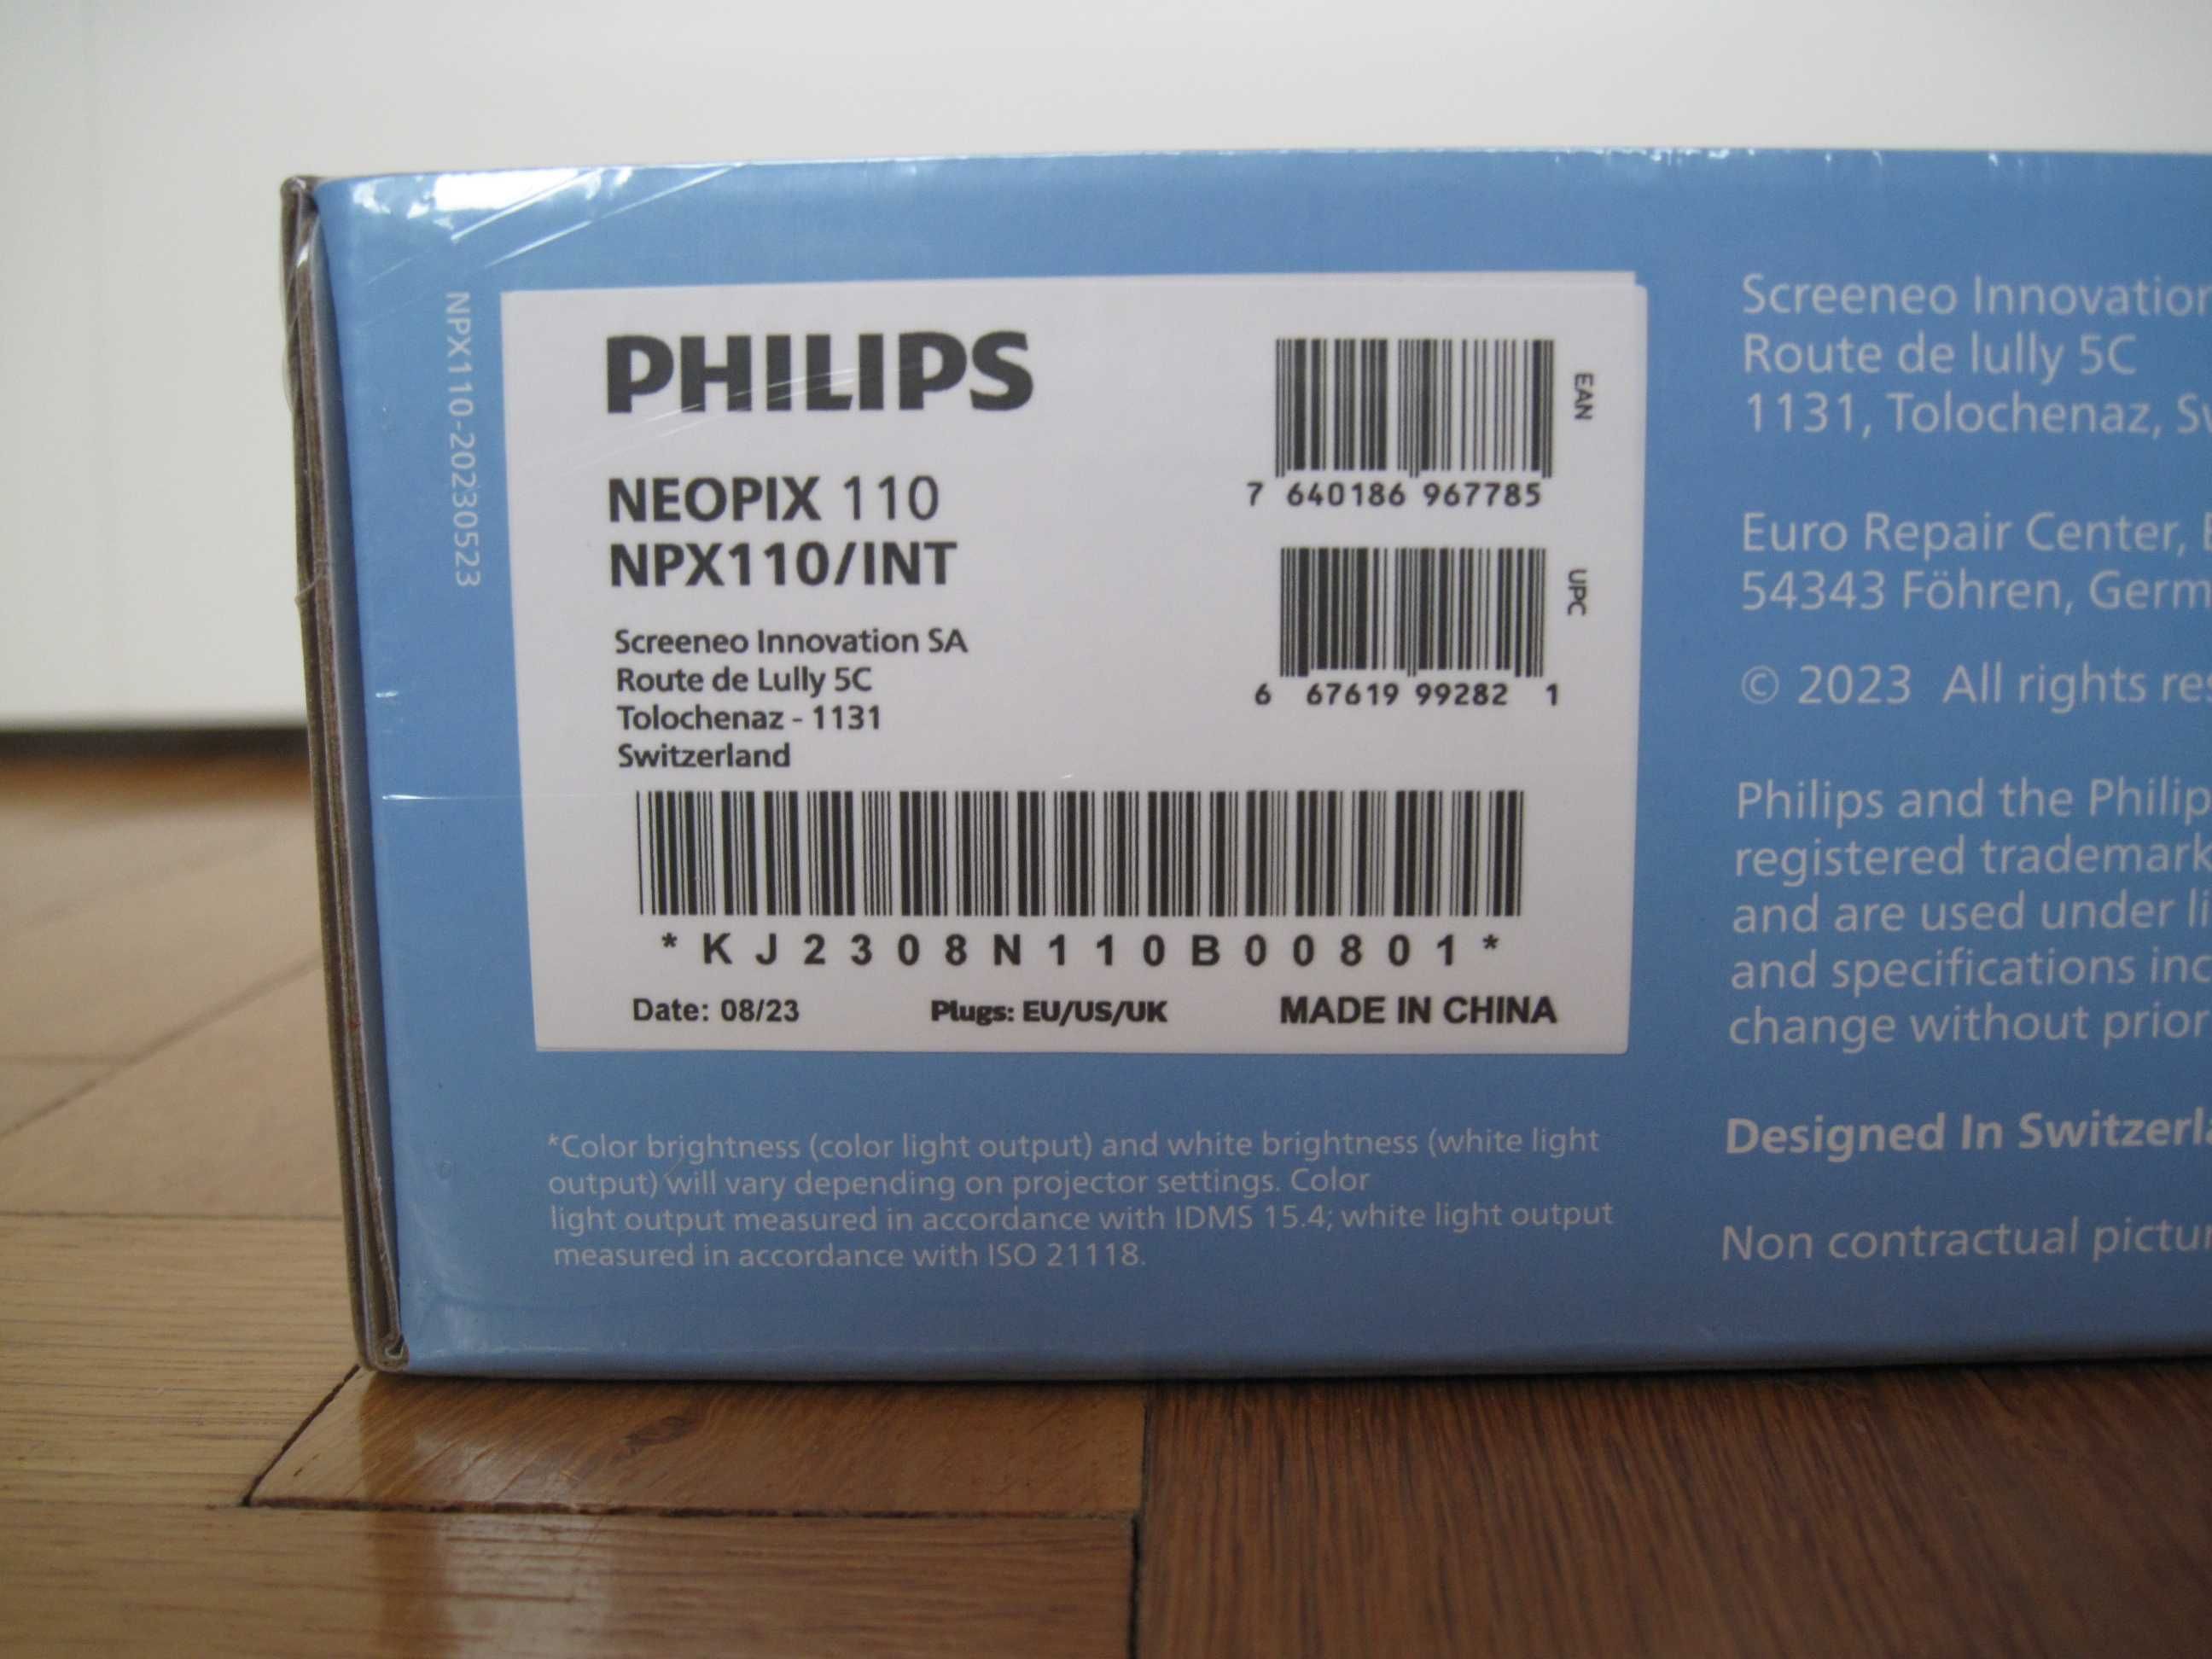 NPX110-20230523
PHILIPS
NEOPIX 110
NPX110/INT
Screeneo Innovation SA
Route de Lully 5C
Tolochenaz - 1131
Switzerland
EAN
7 640186 967785
UPC
6 67619 99282 1
*KJ2308N110B00801*
Date: 08/23 Plugs: EU/US/UK MADE IN CHINA
*Color brightness (color light output) and white brightness (white light
output) will vary depending on projector settings. Color
light output measured in accordance with IDMS 15.4; white light output
measured in accordance with ISO 21118.
Screeneo
Route de lully 5C
1131, Tolochenaz,
Euro Repair Center,
54343 Föhren,
© 2023 All rights
Philips and the
registered
and are used under
and specifications
change without prior
Designed In
Non contractual